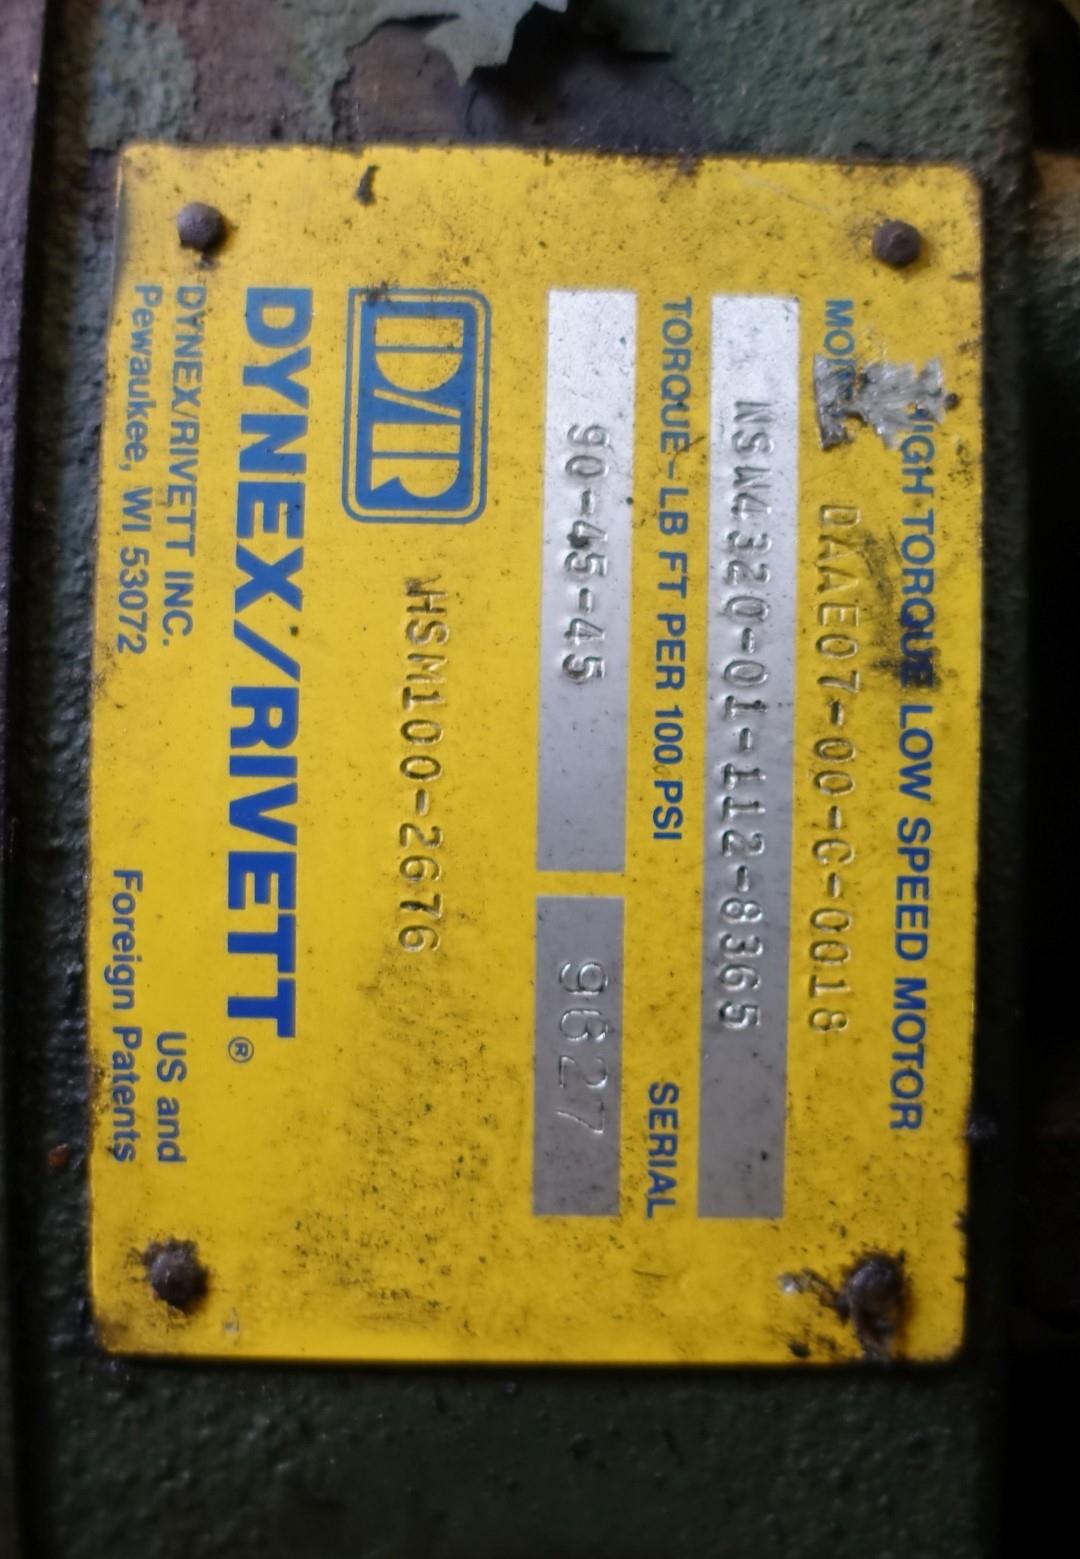 HIGH TORQUE LOW SPEED MOTOR
DAAE07-00-C-0018
NSW4320-01-112-8365
TORQUE-LB FT PER 100 PSI SERIAL
90-45-45 9627
HSM100-2676
DYNEX/RIVETT®
DYNEX/RIVETT INC. US and
Pewaukee, WI 53072 Foreign Patents